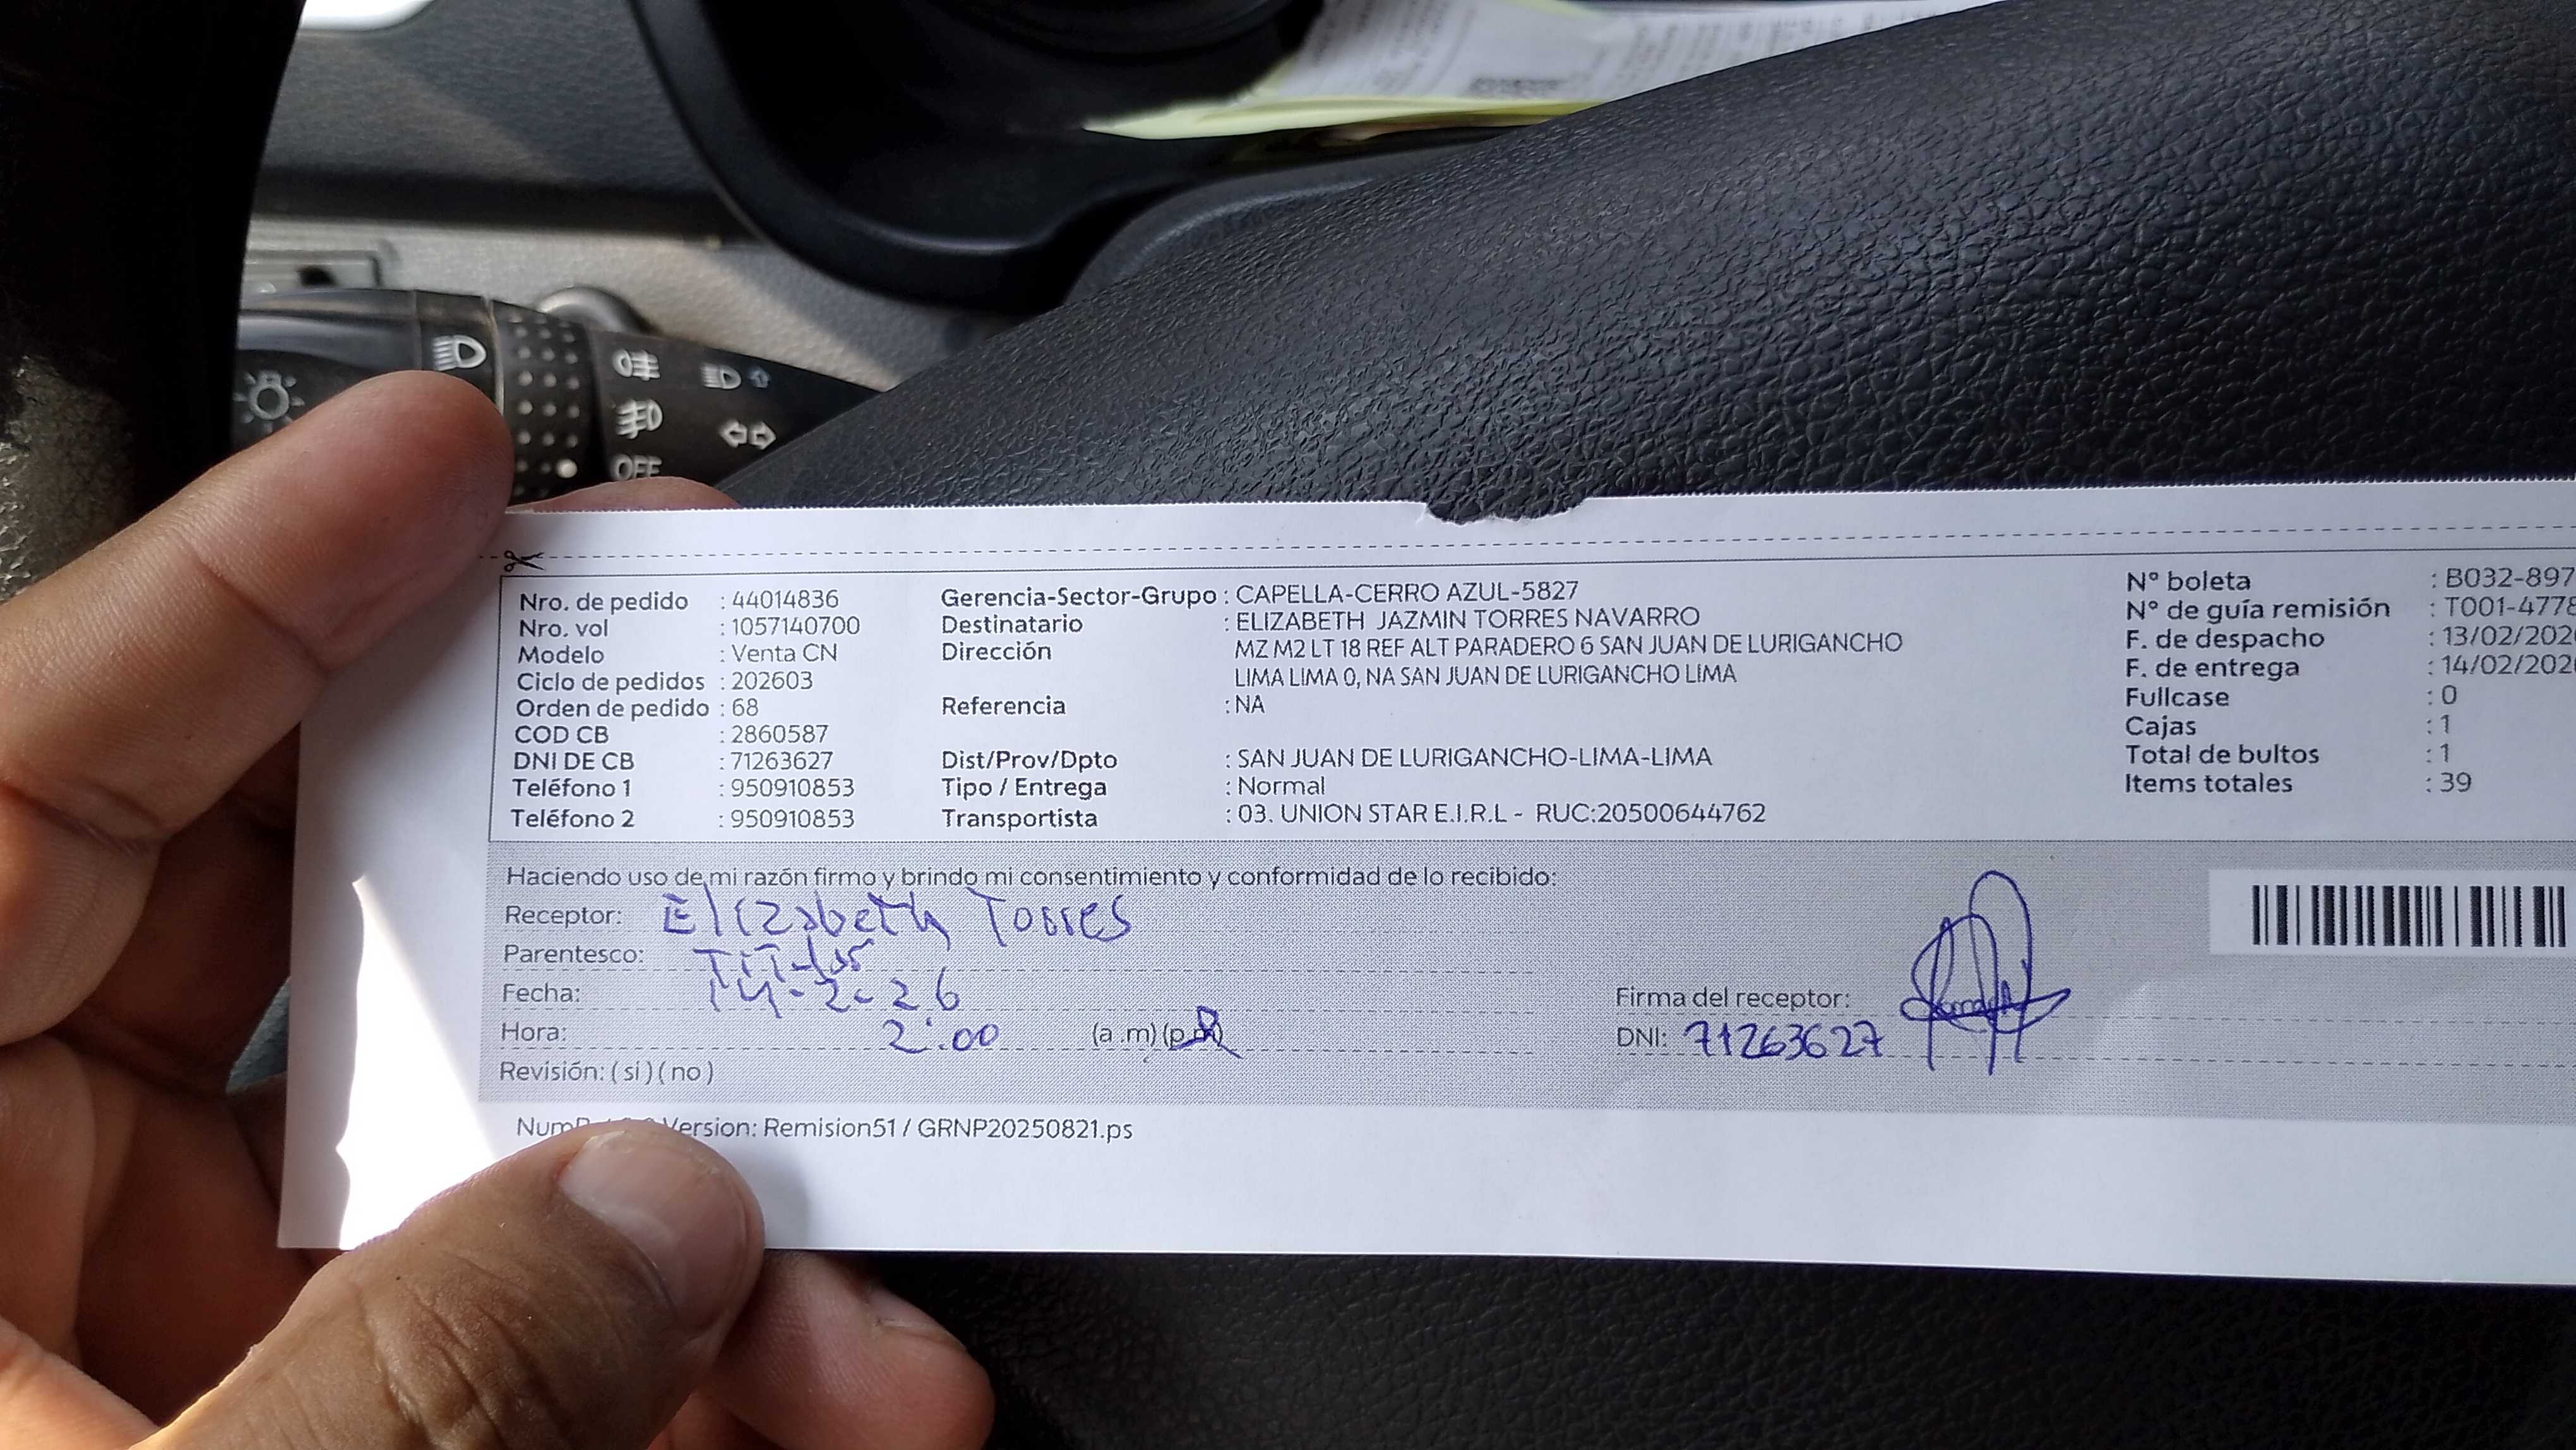 OFF
Nro. de pedido : 44014836
Nro. vol : 1057140700
Modelo : Venta CN
Ciclo de pedidos : 202603
Orden de pedido : 68
COD CB : 2860587
DNI DE CB : 71263627
Teléfono 1 : 950910853
Teléfono 2 : 950910853
Gerencia-Sector-Grupo : CAPELLA-CERRO AZUL-5827
Destinatario : ELIZABETH JAZMIN TORRES NAVARRO
Dirección MZ M2 LT 18 REF ALT PARADERO 6 SAN JUAN DE LURIGANCHO
LIMA LIMA 0, NA SAN JUAN DE LURIGANCHO LIMA
Referencia : NA
Dist/Prov/Dpto : SAN JUAN DE LURIGANCHO-LIMA-LIMA
Tipo / Entrega : Normal
Transportista : 03. UNION STAR E.I.R.L - RUC:20500644762
N° boleta : B032-897
N° de guía remisión : T001-4778
F. de despacho : 13/02/202
F. de entrega : 14/02/202
Fullcase : 0
Cajas : 1
Total de bultos : 1
Items totales : 39
Haciendo uso de mi razón firmo y brindo mi consentimiento y conformidad de lo recibido:
Receptor: Elizabeth Torres
Parentesco:
Fecha: 14-2-26
Hora: 2:00 (a .m) (p
Revisión: ( si ) ( no )
Firma del receptor:
DNI: 71263627
Version: Remision51 / GRNP20250821.ps